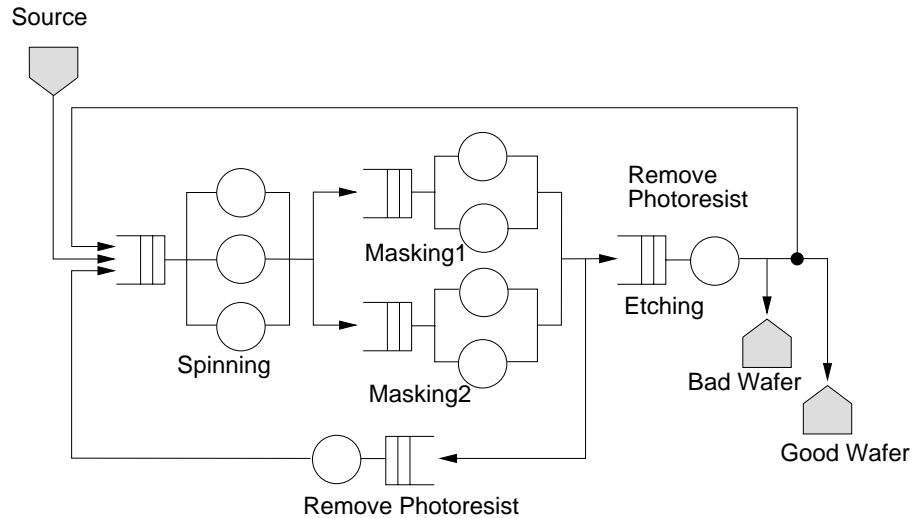 Source
Remove
Photoresist
Masking1
Etching
Spinning
Masking2
Bad Wafer
Good Wafer
Remove Photoresist